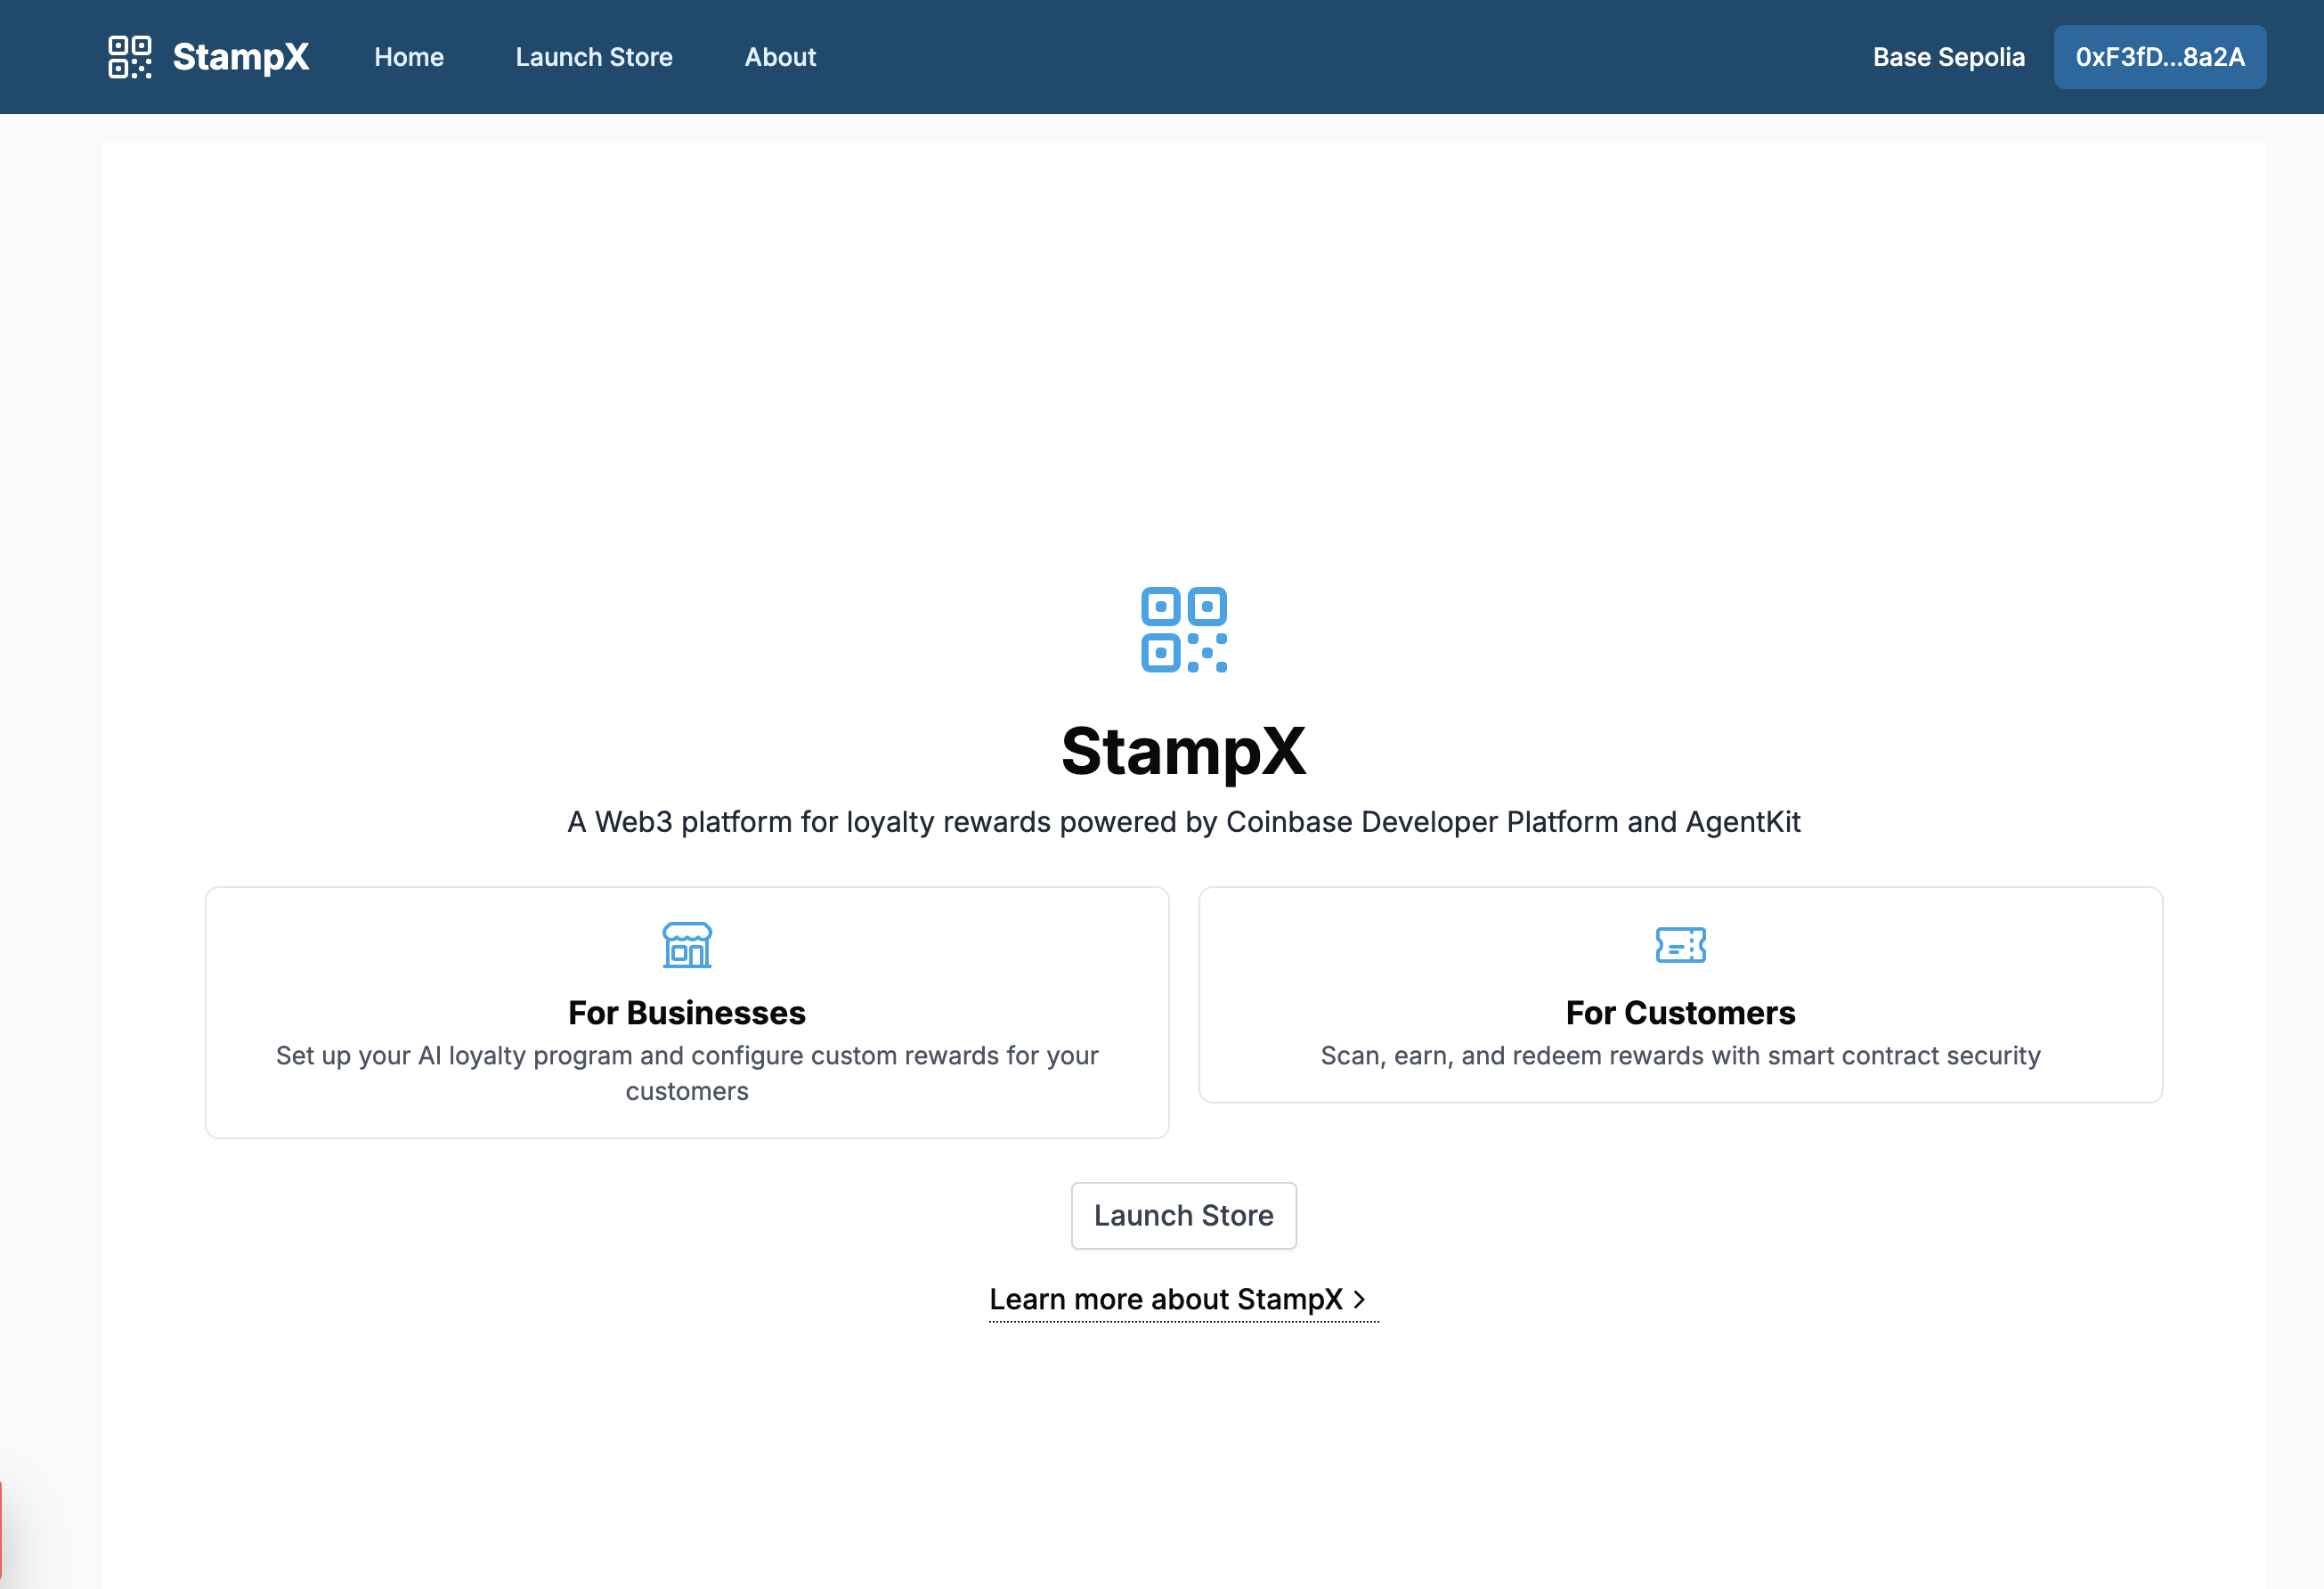 StampX
Home
Launch Store
About
Base Sepolia
0xF3fD...8a2A
StampX
A Web3 platform for loyalty rewards powered by Coinbase Developer Platform and AgentKit
For Businesses
Set up your AI loyalty program and configure custom rewards for your
customers
For Customers
Scan, earn, and redeem rewards with smart contract security
Launch Store
Learn more about StampX